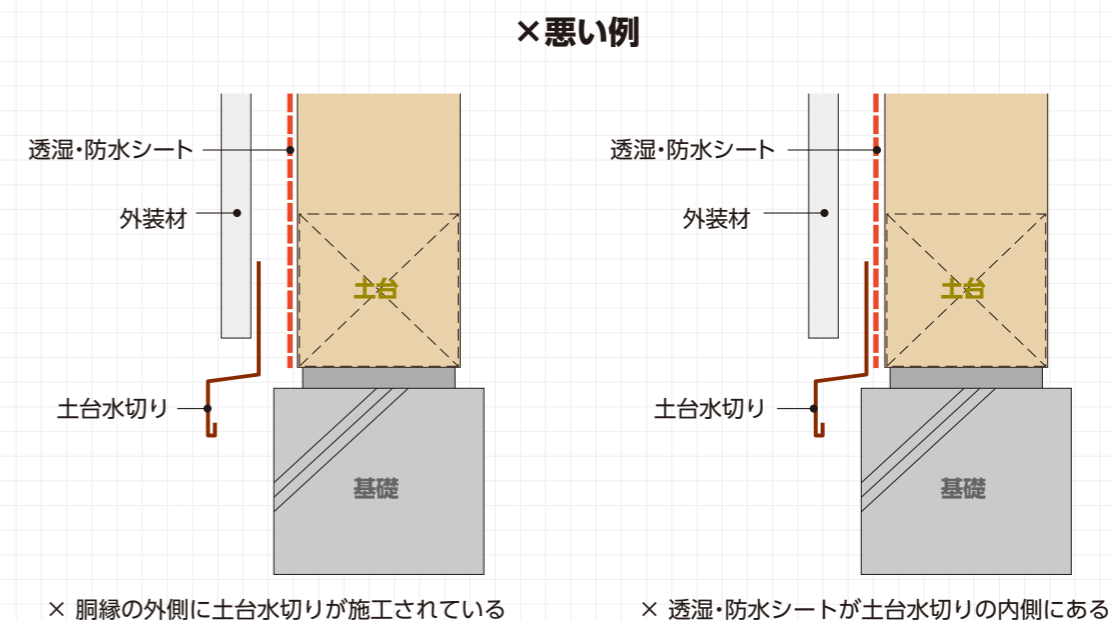 ×悪い例
透湿・防水シート
外装材
土台
土台水切り
基礎
× 胴縁の外側に土台水切りが施工されている
透湿・防水シート
外装材
土台
土台水切り
基礎
× 透湿・防水シートが土台水切りの内側にある